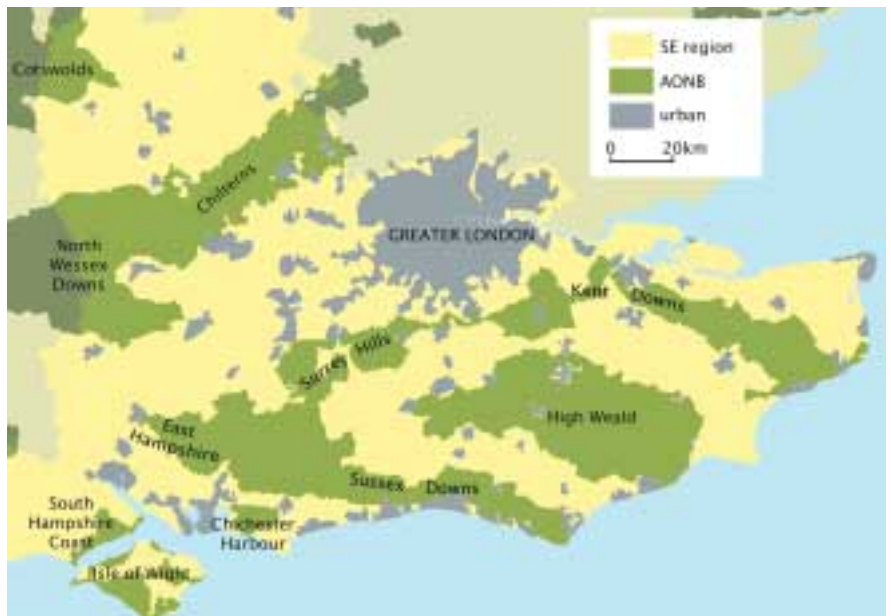 SE region
AONB
urban
0 20km
Cotswolds
Chilterns
GREATER LONDON
North
Wessex
Downs
Kent Downs
Surrey Hills
High Weald
East
Hampshire
Sussex Downs
South
Hampshire
Coast
Chichester
Harbour
Isle of Wight